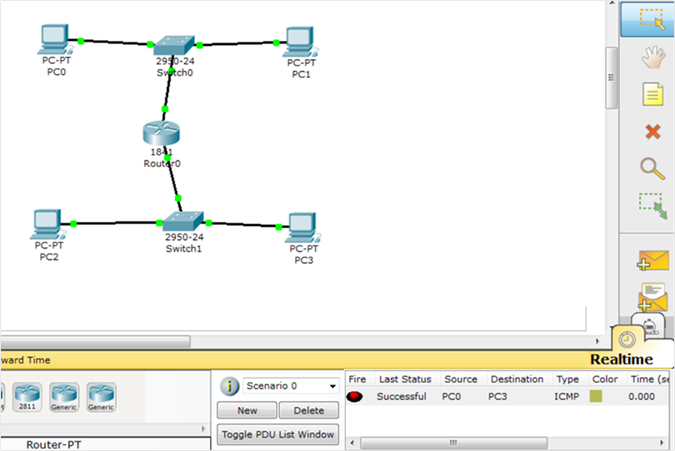 PC-PT
PC0
2950-24
Switch0
PC-PT
PC1
1841
Router0
PC-PT
PC2
2950-24
Switch1
PC-PT
PC3
Realtime
ward Time
2811
Generic
Generic
Router-PT
Scenario 0
New
Delete
Toggle PDU List Window
Fire Last Status Source Destination Type Color Time (se
Successful PC0 PC3 ICMP 0.000